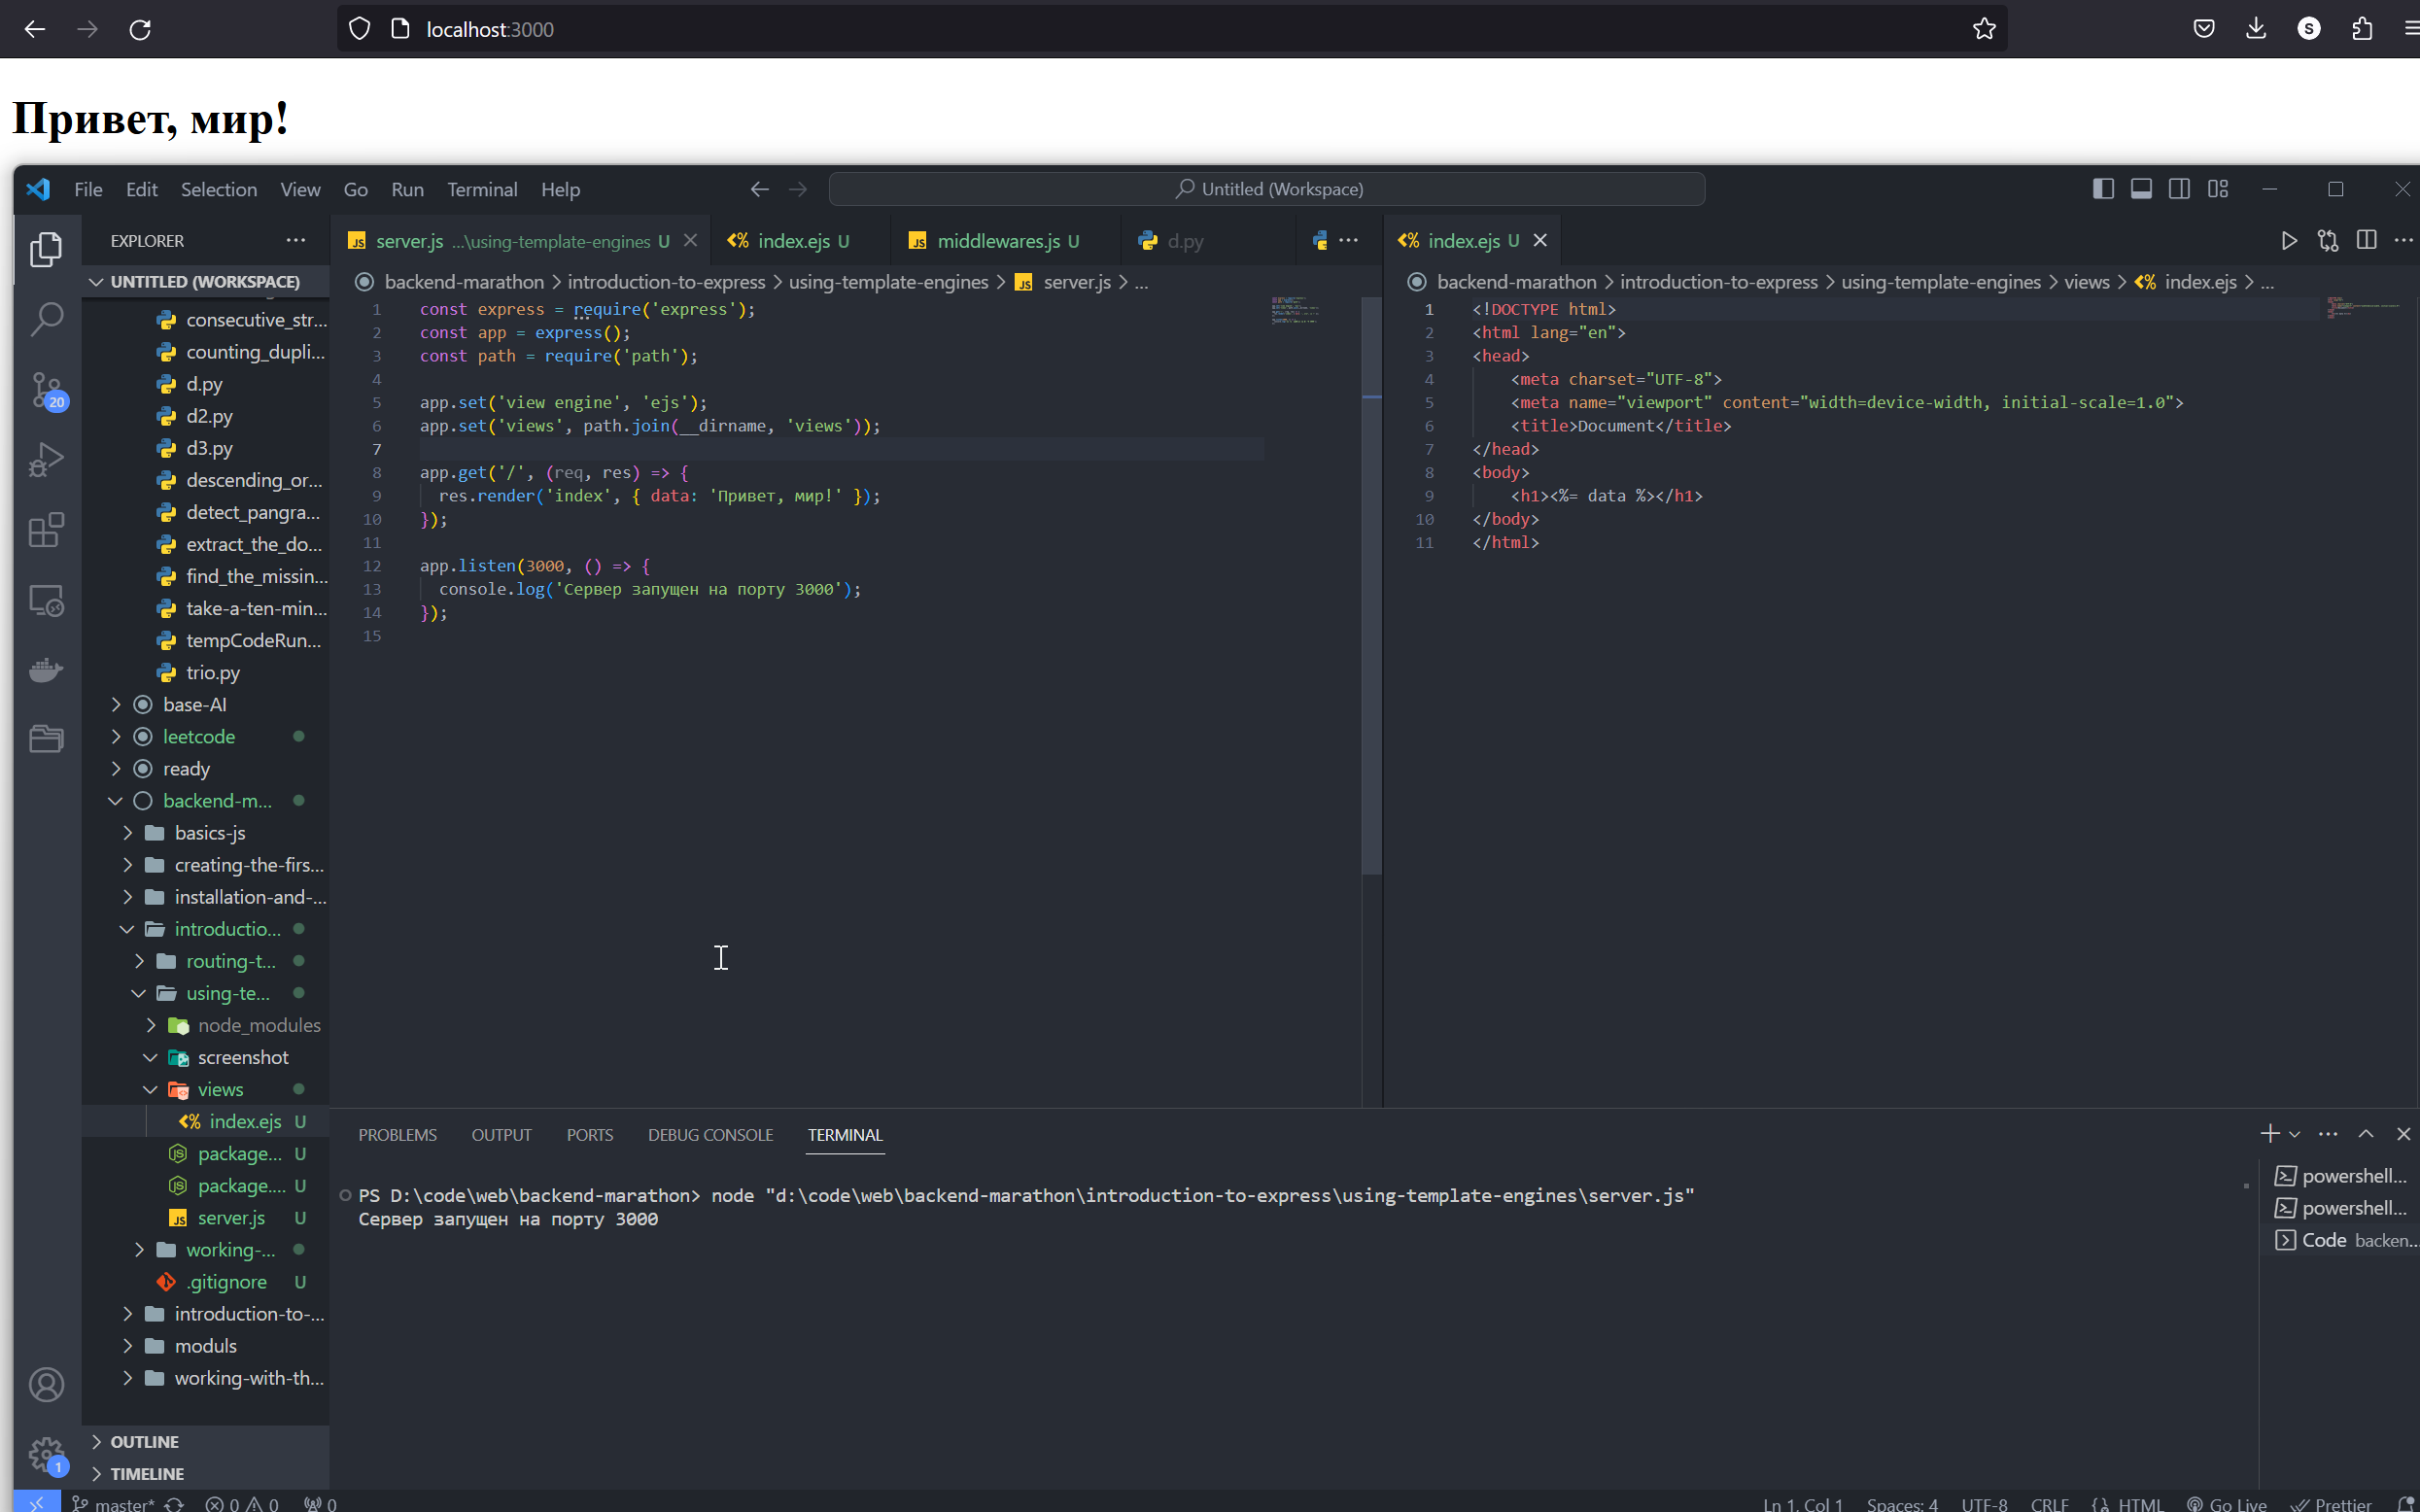 localhost:3000
Привет, мир!
File Edit Selection View Go Run Terminal Help
Untitled (Workspace)
EXPLORER
UNTITLED (WORKSPACE)
consecutive_str...
counting_dupli...
d.py
d2.py
d3.py
descending_or...
detect_pangra...
extract_the_do...
find_the_missin...
take-a-ten-min...
tempCodeRun...
trio.py
base-AI
leetcode
ready
backend-m...
basics-js
creating-the-firs...
installation-and-...
introductio...
routing-t...
using-te...
node_modules
screenshot
views
index.ejs U
package... U
package.... U
server.js U
working-...
.gitignore U
introduction-to-...
moduls
working-with-th...
OUTLINE
TIMELINE
20
1
server.js ...\using-template-engines U
index.ejs U
middlewares.js U
d.py
backend-marathon > introduction-to-express > using-template-engines > server.js > ...
1 const express = require('express');
2 const app = express();
3 const path = require('path');
4
5 app.set('view engine', 'ejs');
6 app.set('views', path.join(__dirname, 'views'));
7
8 app.get('/', (req, res) => {
9 res.render('index', { data: 'Привет, мир!' });
10 });
11
12 app.listen(3000, () => {
13 console.log('Сервер запущен на порту 3000');
14 });
15
index.ejs U
backend-marathon > introduction-to-express > using-template-engines > views > index.ejs > ...
1 <!DOCTYPE html>
2 <html lang="en">
3 <head>
4 <meta charset="UTF-8">
5 <meta name="viewport" content="width=device-width, initial-scale=1.0">
6 <title>Document</title>
7 </head>
8 <body>
9 <h1><%= data %></h1>
10 </body>
11 </html>
PROBLEMS OUTPUT PORTS DEBUG CONSOLE TERMINAL
PS D:\code\web\backend-marathon> node "d:\code\web\backend-marathon\introduction-to-express\using-template-engines\server.js"
Сервер запущен на порту 3000
powershell...
powershell...
Code backen...
master* 0 0 0
Ln 1, Col 1 Spaces: 4 UTF-8 CRLF {} HTML Go Live Prettier